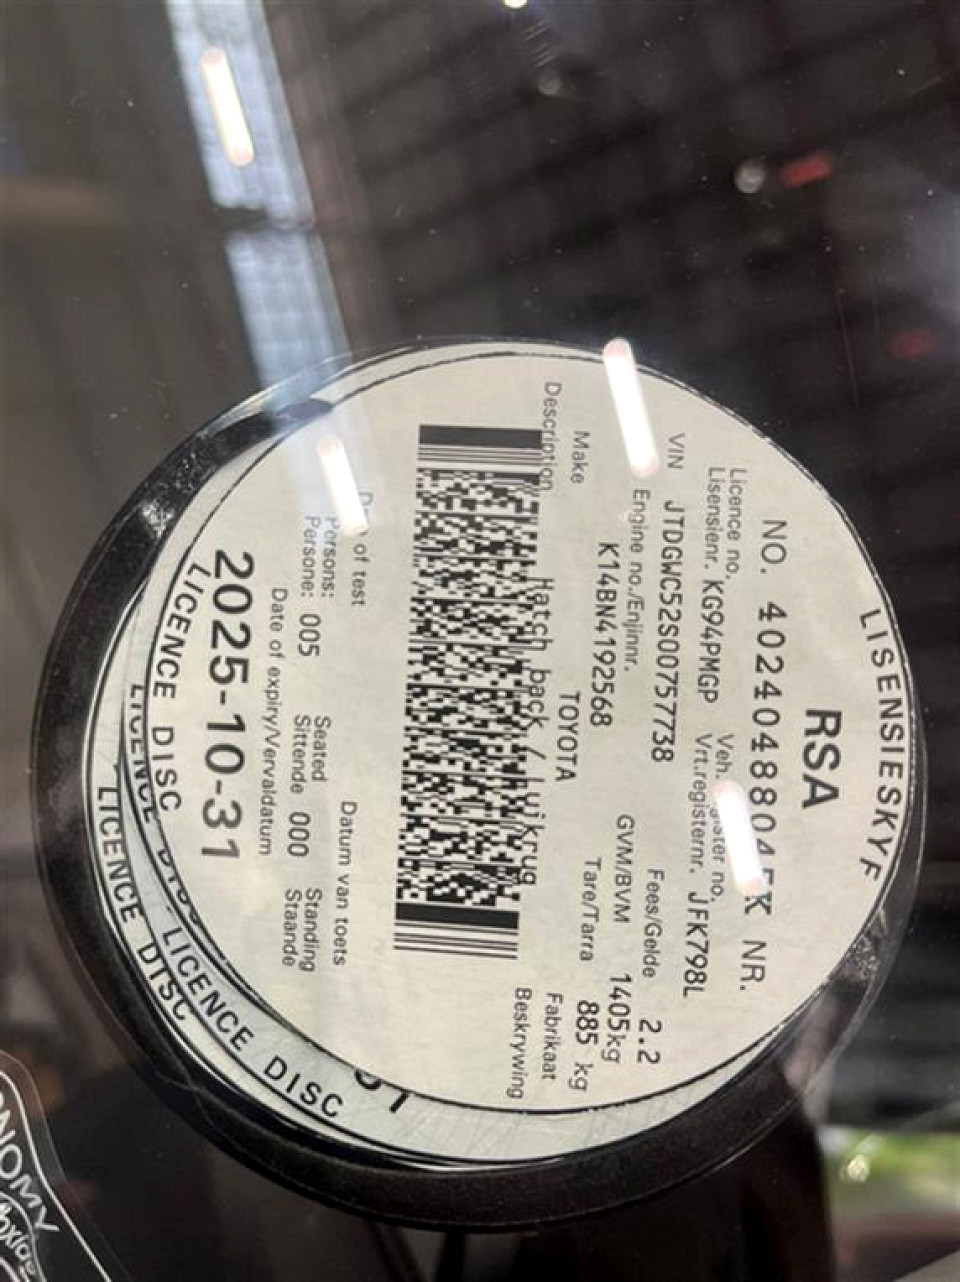 LISENSIESKYF
RSA
NO. 4024048804FK NR.
Licence no. Veh. register no.
Lisensienr. KG94PMGP Vrt.registernr. JFK798L
VIN JTDGWC52S00757738 Fees/Gelde 2.2
Engine no./Enjinnr. GVM/BVM 1405kg
K14BN4192568 Tare/Tarra 885 kg
Make TOYOTA Fabrikaat
Description Hatch back / Luikrug Beskrywing
of test Datum van toets
Persons: Seated Standing
Persone: 005 Sittende 000 Staande
Date of expiry/Vervaldatum
2025-10-31
LICENCE DISC
LICENCE DISC
LICENCE DISC
LICENCE DISC
ONOMY